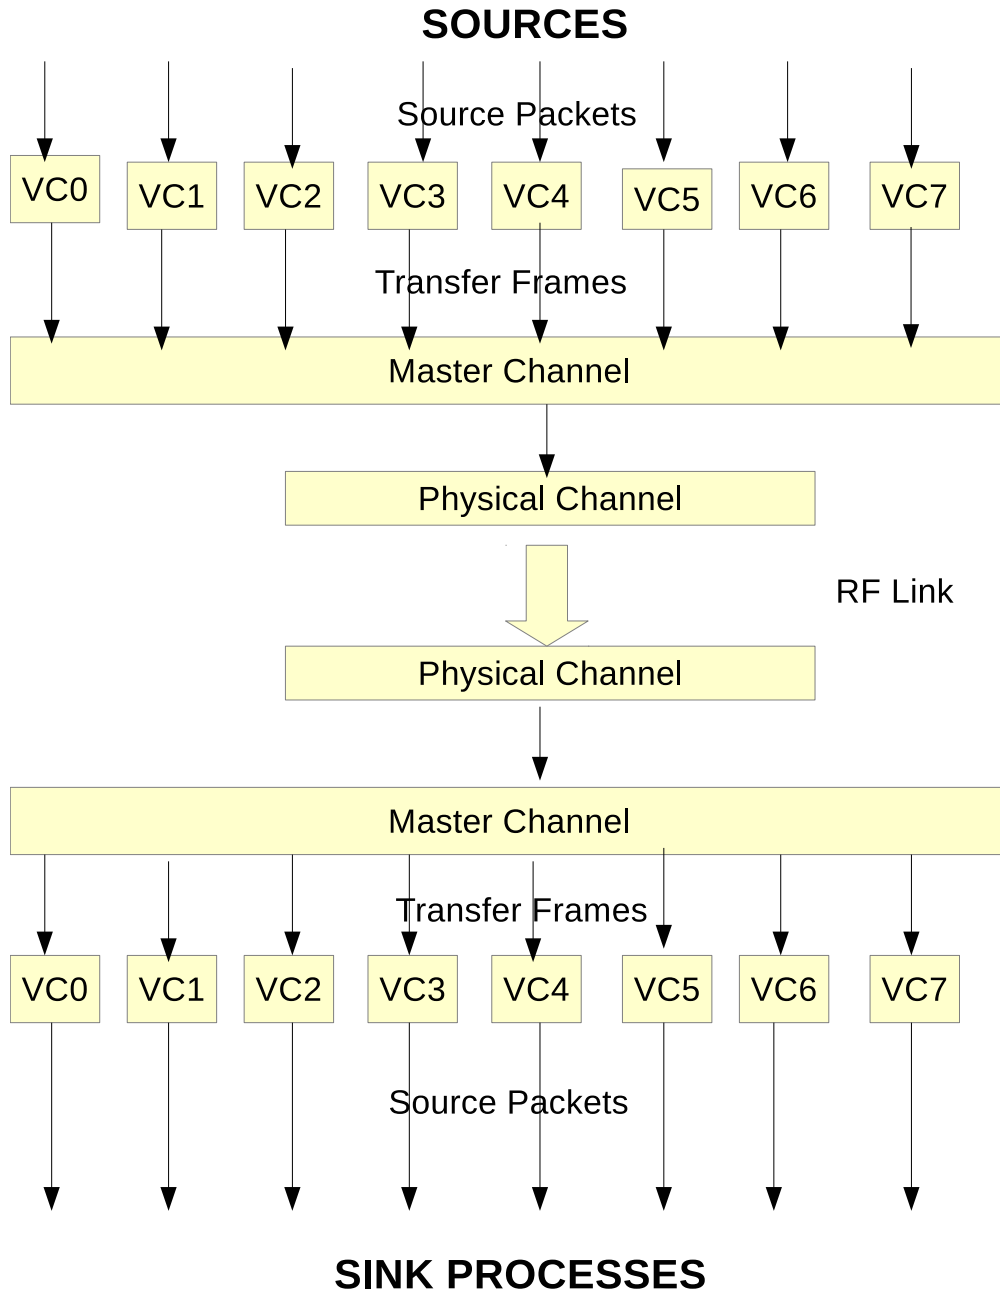 SOURCES
Source Packets
VC0 VC1 VC2 VC3 VC4 VC5 VC6 VC7
Transfer Frames
Master Channel
Physical Channel
RF Link
Physical Channel
Master Channel
Transfer Frames
VC0 VC1 VC2 VC3 VC4 VC5 VC6 VC7
Source Packets
SINK PROCESSES